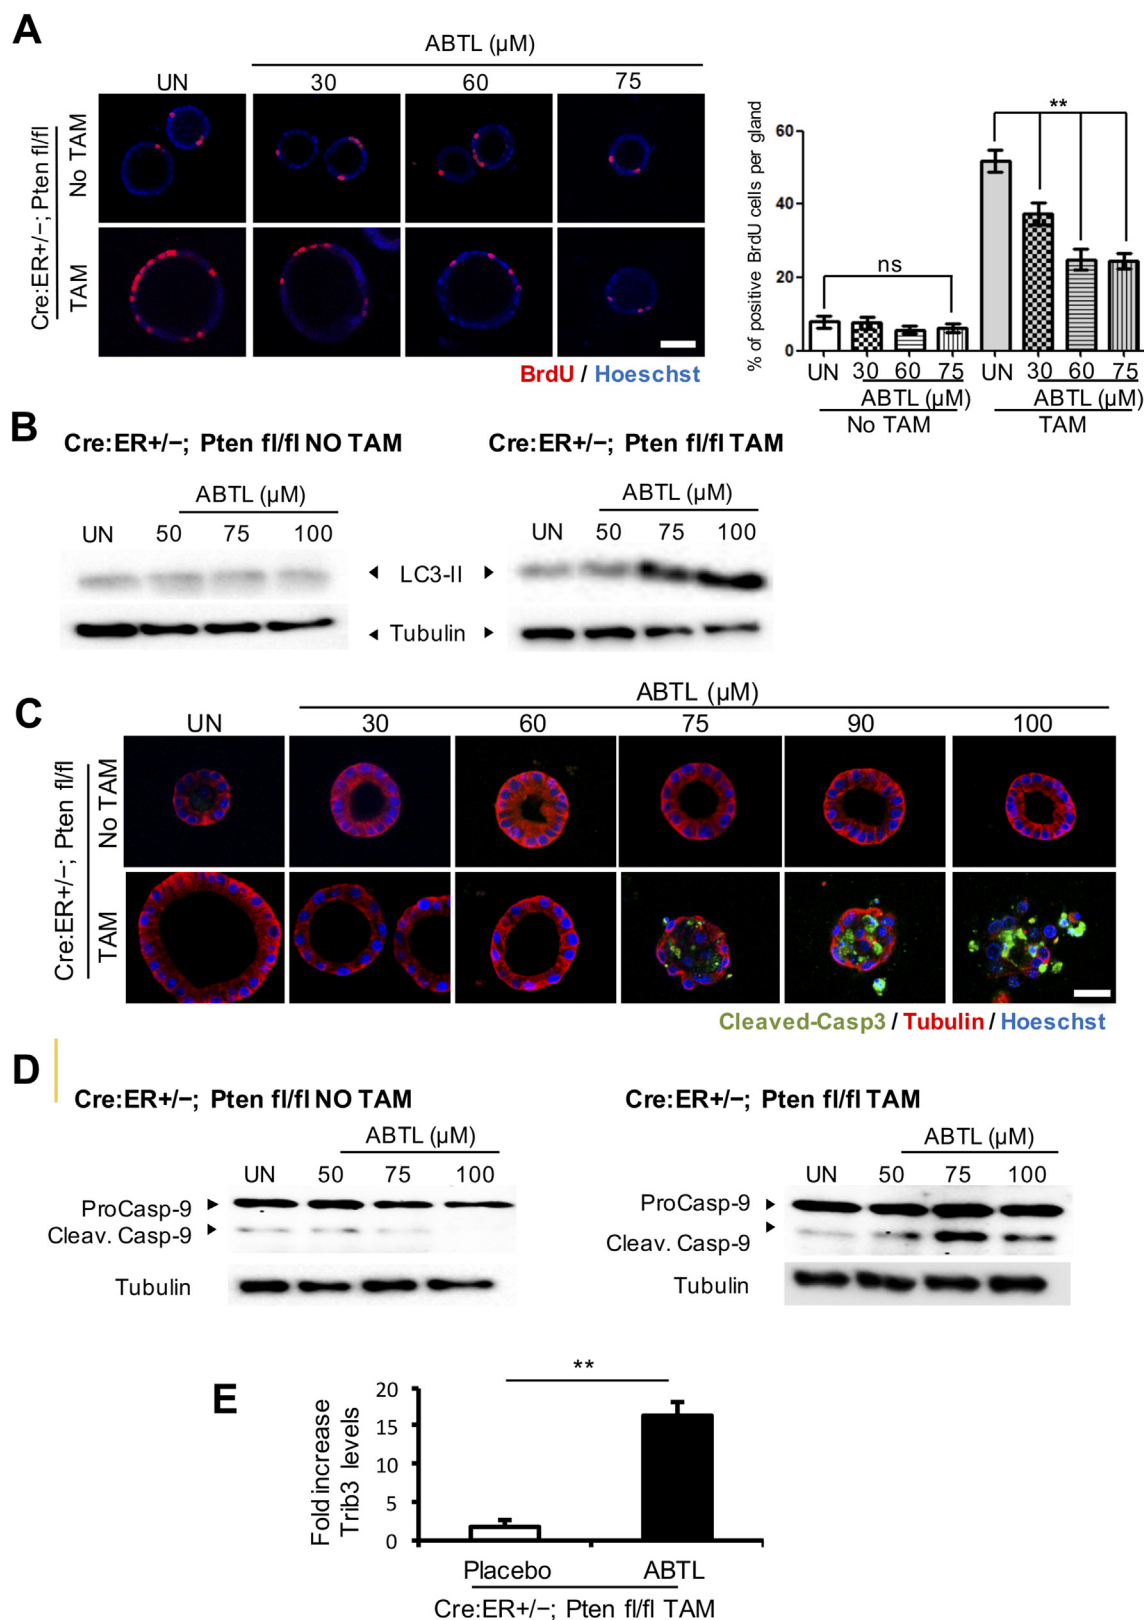 A
ABTL (μM)
UN 30 60 75
Cre:ER+/−; Pten fl/fl
No TAM
TAM
BrdU / Hoeschst
% of positive BrdU cells per gland
60
40
20
0
ns
**
UN 30 60 75 UN 30 60 75
ABTL (μM) ABTL (μM)
No TAM TAM
B
Cre:ER+/−; Pten fl/fl NO TAM Cre:ER+/−; Pten fl/fl TAM
ABTL (μM) ABTL (μM)
UN 50 75 100 UN 50 75 100
LC3-II
Tubulin
C
ABTL (μM)
UN 30 60 75 90 100
Cre:ER+/−; Pten fl/fl
No TAM
TAM
Cleaved-Casp3 / Tubulin / Hoeschst
D
Cre:ER+/−; Pten fl/fl NO TAM Cre:ER+/−; Pten fl/fl TAM
ABTL (μM) ABTL (μM)
UN 50 75 100 UN 50 75 100
ProCasp-9 ProCasp-9
Cleav. Casp-9 Cleav. Casp-9
Tubulin Tubulin
E
**
Fold increase
Trib3 levels
20
15
10
5
0
Placebo ABTL
Cre:ER+/−; Pten fl/fl TAM